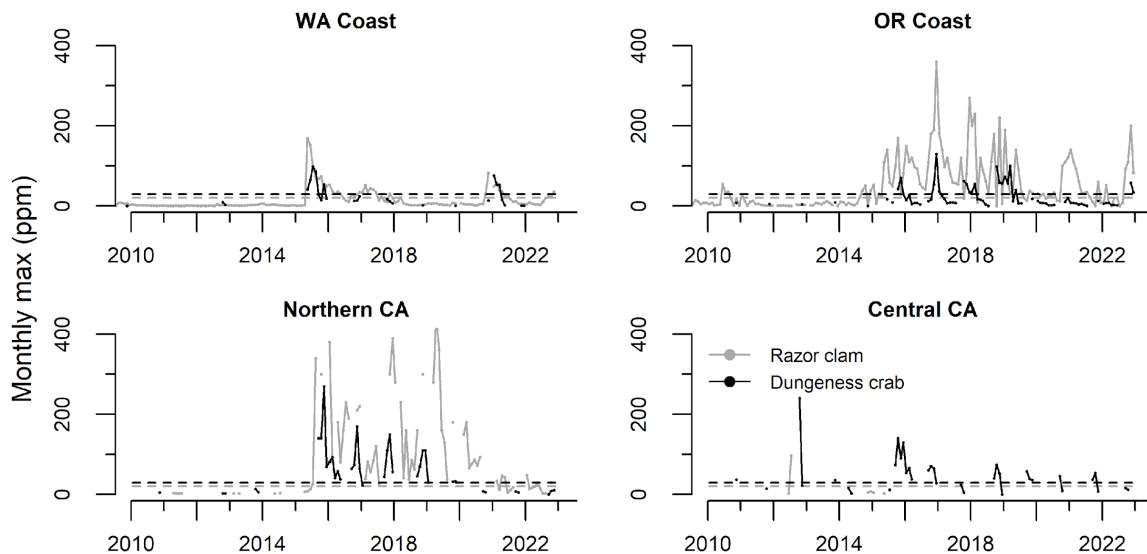 WA Coast
OR Coast
Monthly max (ppm)
400
200
0
2010 2014 2018 2022
400
200
0
2010 2014 2018 2022
Northern CA
Central CA
400
200
0
2010 2014 2018 2022
400
200
0
Razor clam
Dungeness crab
2010 2014 2018 2022